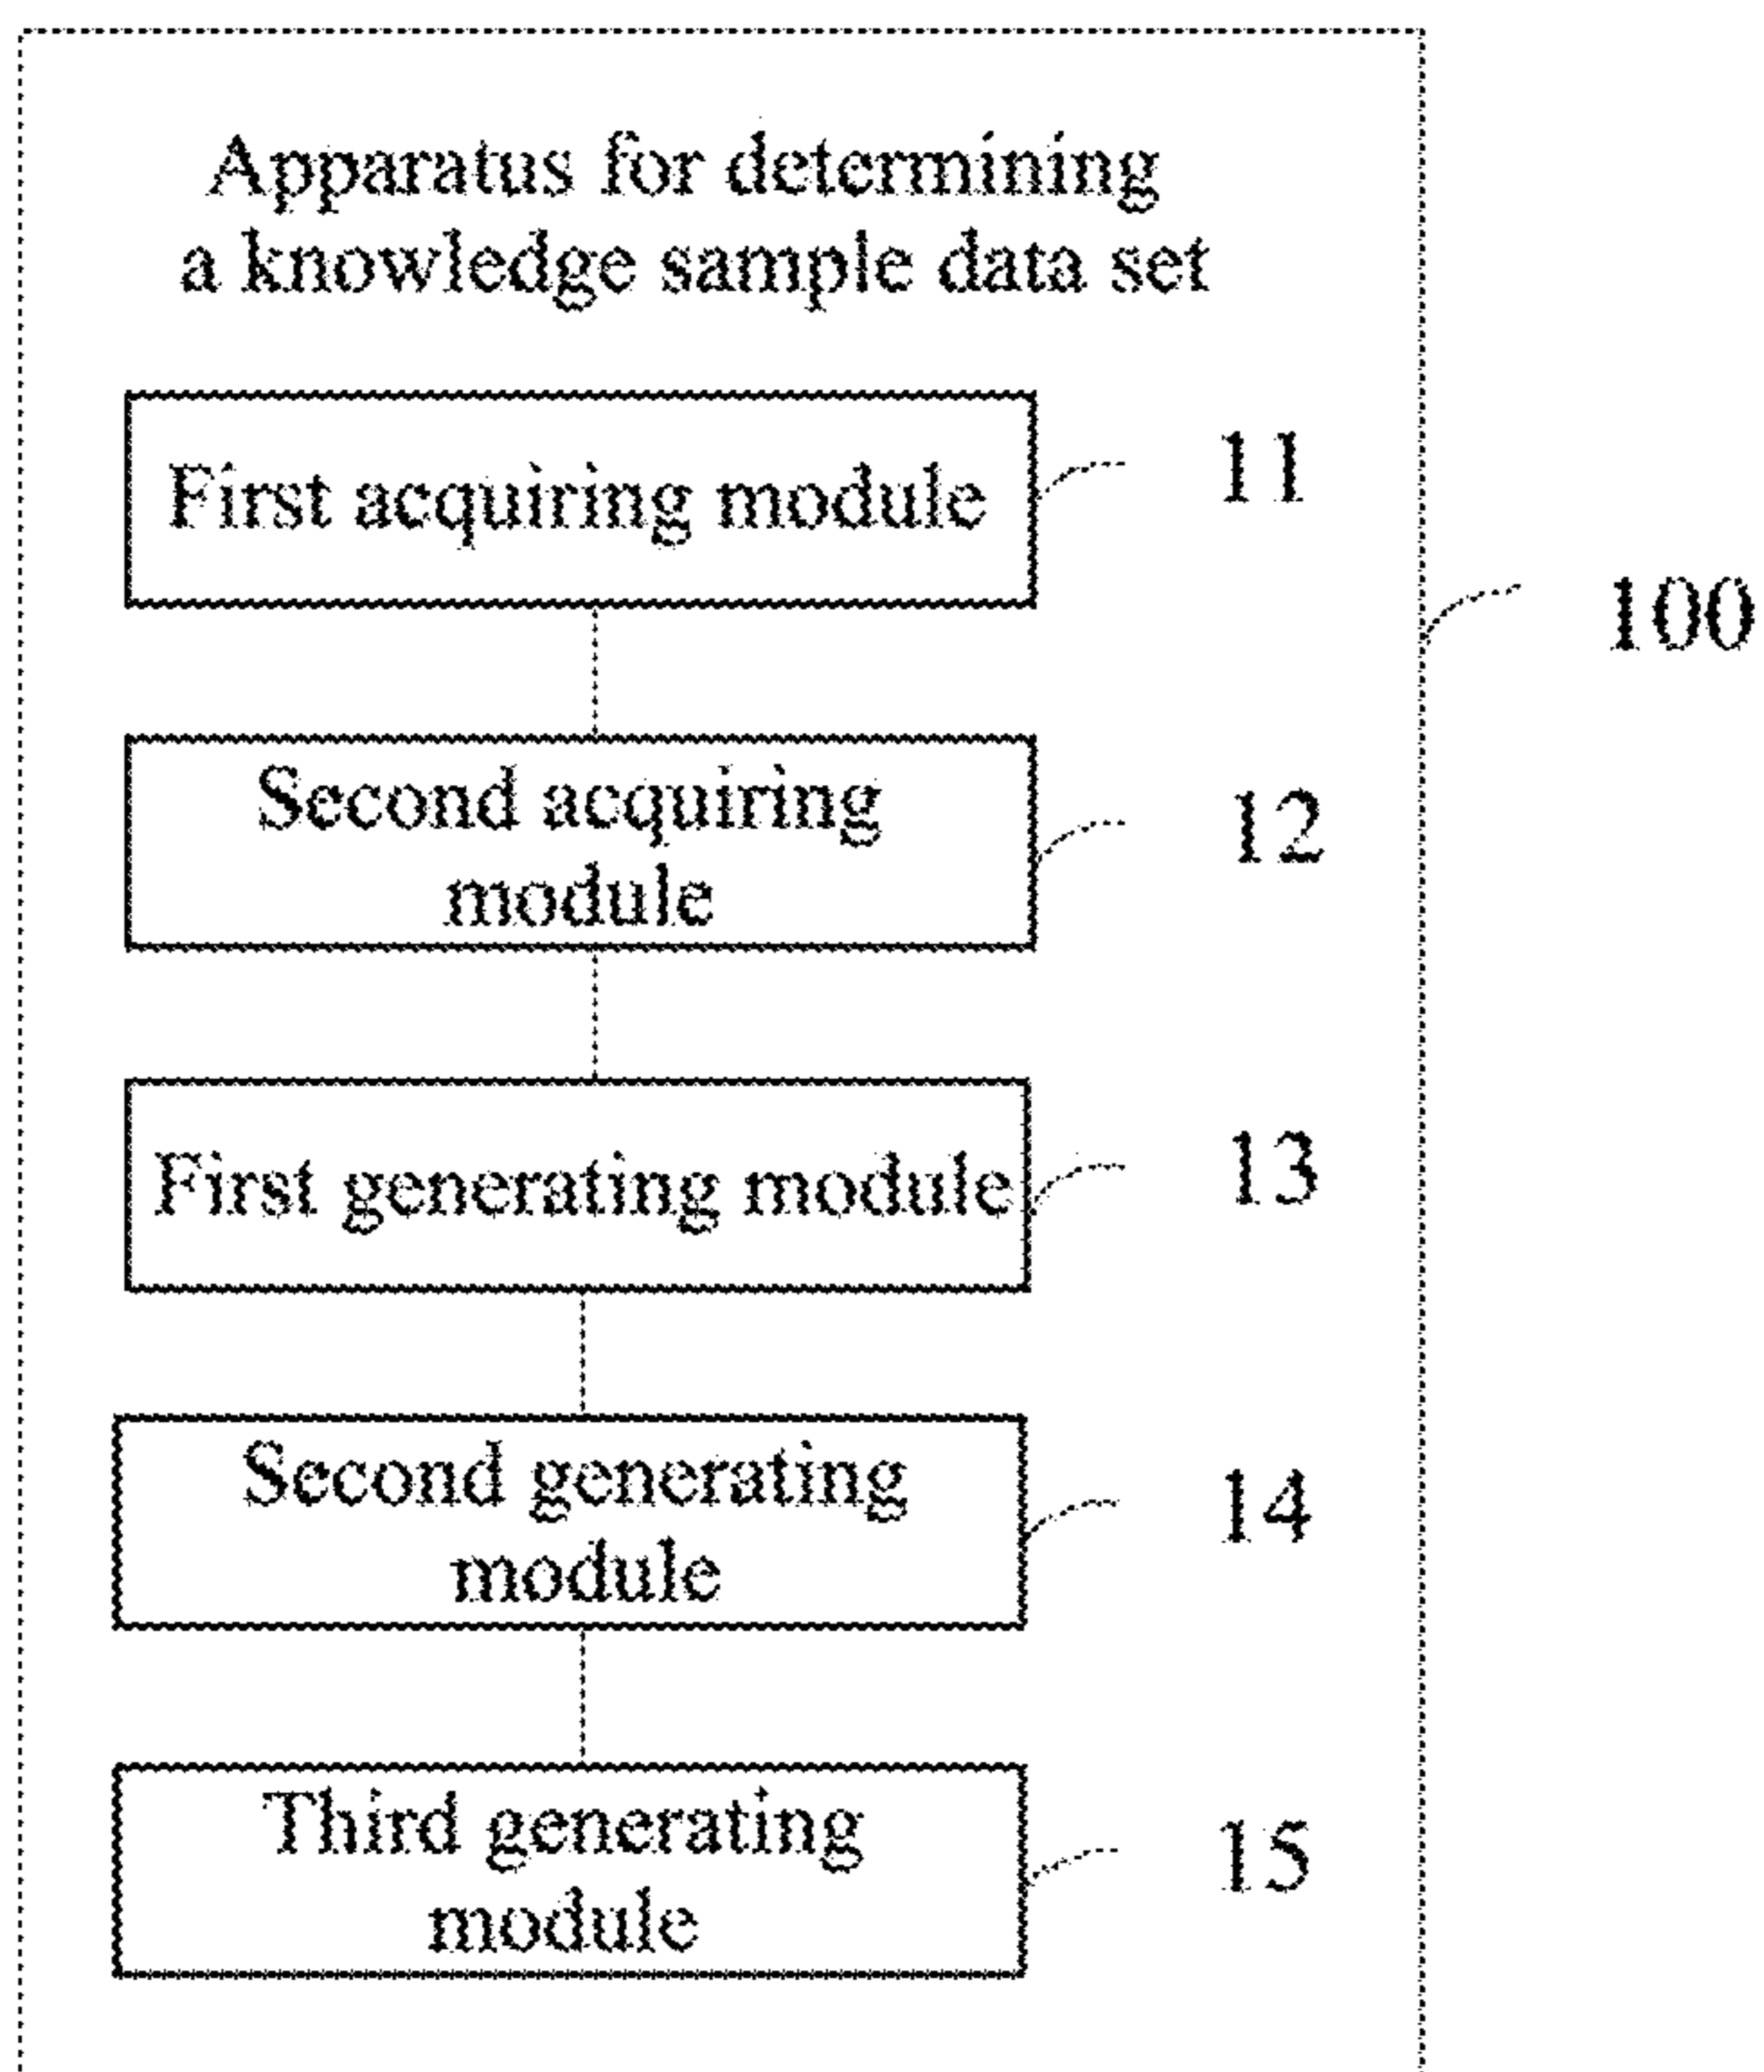 Apparatus for determining
a knowledge sample data set
First acquiring module
11
100
Second acquiring
module
12
First generating module
13
Second generating
module
14
Third generating
module
15